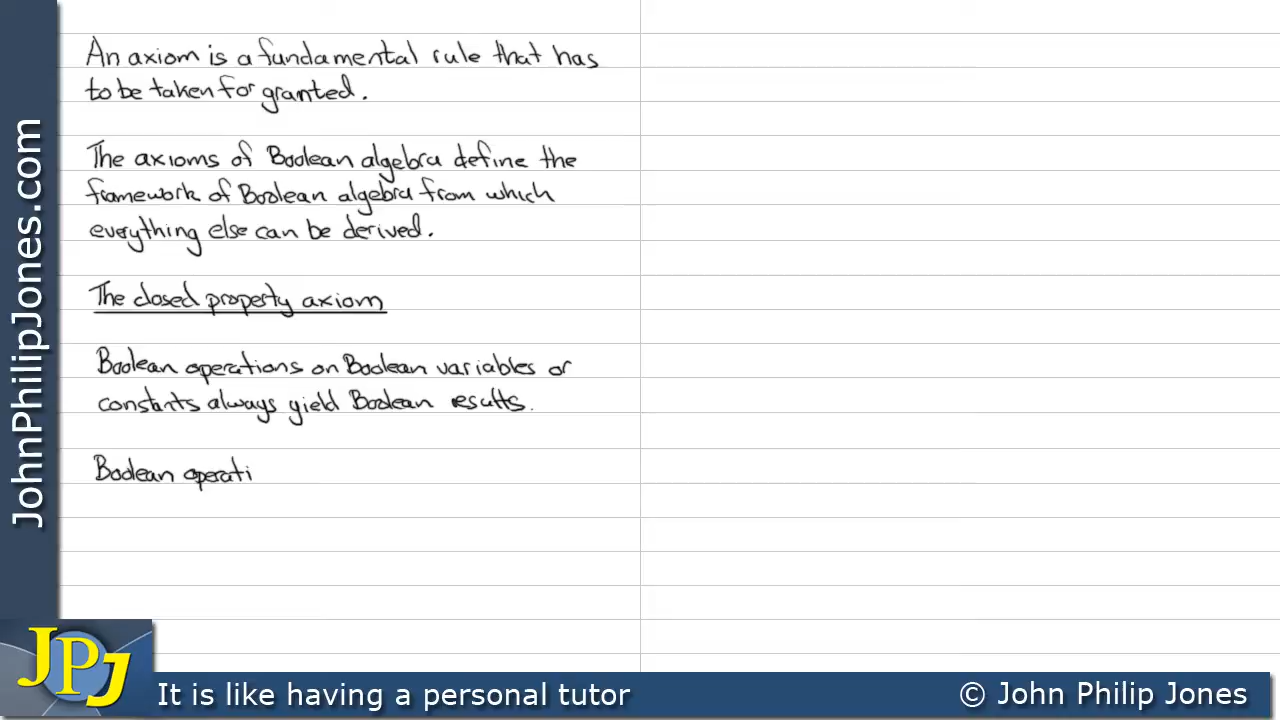 An axiom is a fundamental rule that has
to be taken for granted.
The axioms of Boolean algebra define the
framework of Boolean algebra from which
everything else can be derived.
The closed property axiom
Boolean operations on Boolean variables or
constants always yield Boolean results.
Boolean operati
JohnPhilipJones.com
JPJ
It is like having a personal tutor
© John Philip Jones